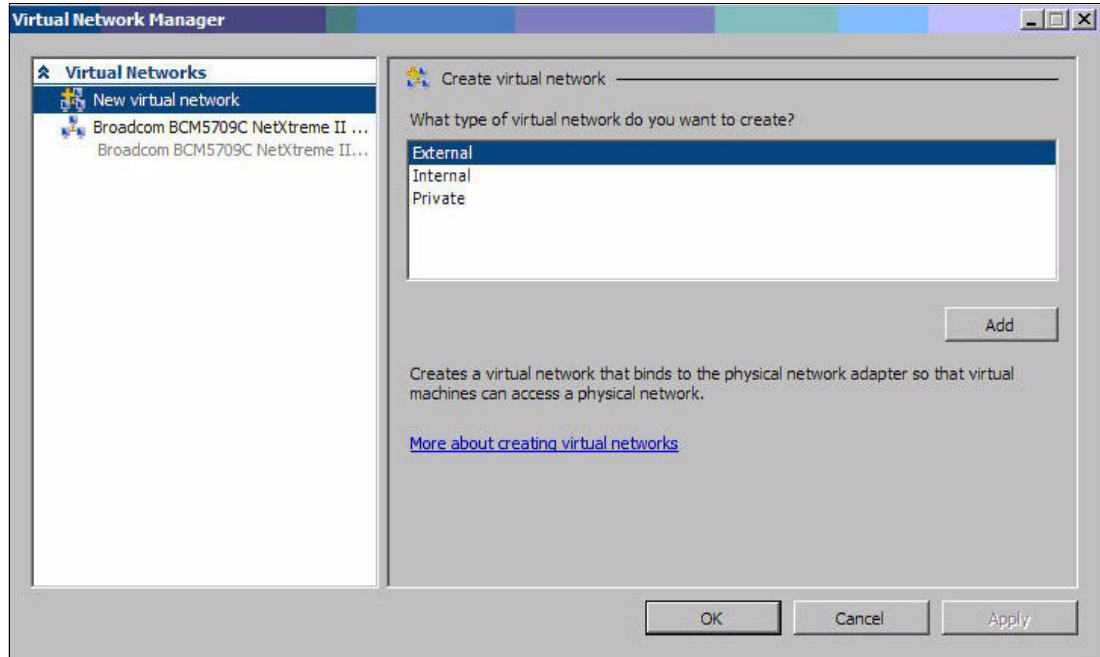 Virtual Network Manager
Virtual Networks
New virtual network
Broadcom BCM5709C NetXtreme II ...
Broadcom BCM5709C NetXtreme II...
Create virtual network
What type of virtual network do you want to create?
External
Internal
Private
Add
Creates a virtual network that binds to the physical network adapter so that virtual
machines can access a physical network.
More about creating virtual networks
OK
Cancel
Apply